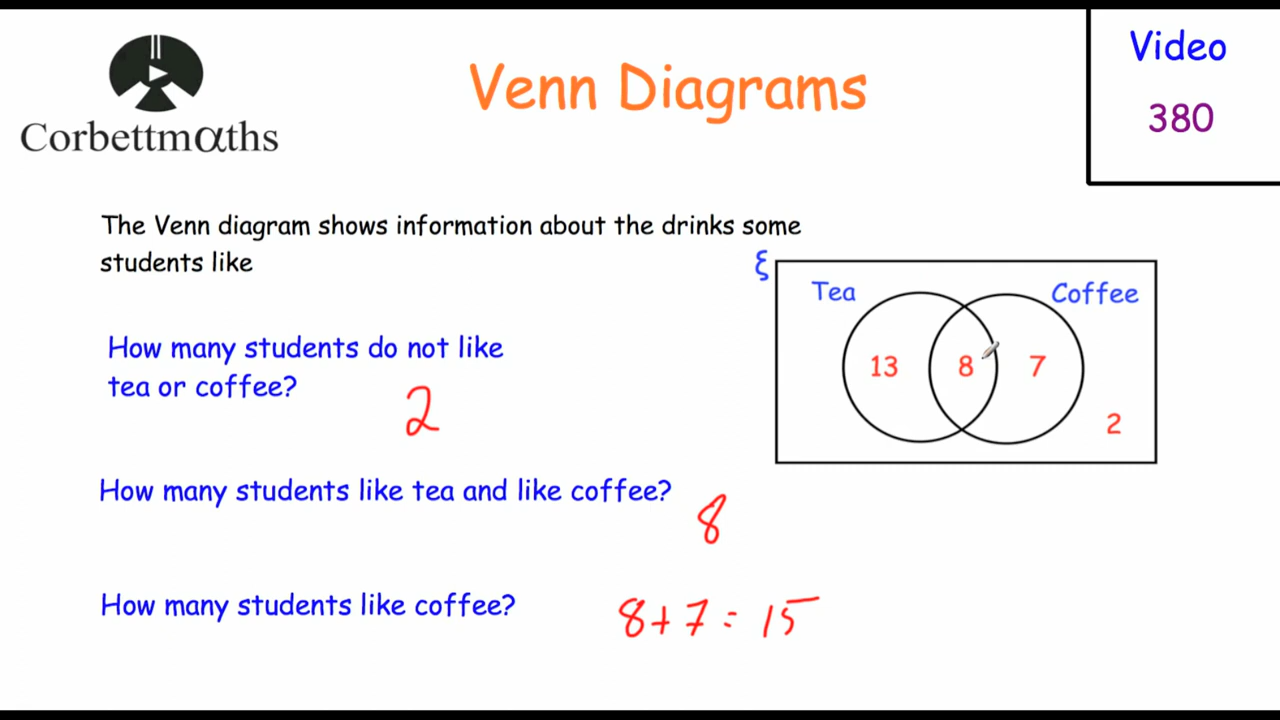 Corbettmαths
Venn Diagrams
Video
380
The Venn diagram shows information about the drinks some
students like
ξ
Tea
Coffee
13
8
7
2
How many students do not like
tea or coffee?
2
How many students like tea and like coffee?
8
How many students like coffee?
8+7=15